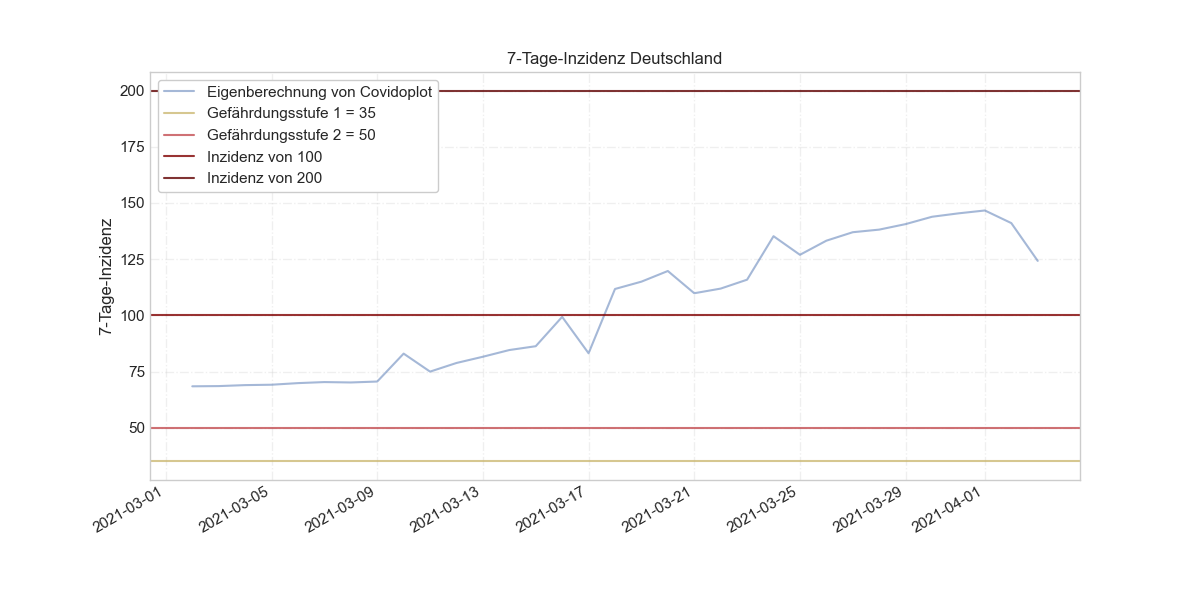 7-Tage-Inzidenz Deutschland
Eigenberechnung von Covidoplot
Gefährdungsstufe 1 = 35
Gefährdungsstufe 2 = 50
Inzidenz von 100
Inzidenz von 200
7-Tage-Inzidenz
200
175
150
125
100
75
50
2021-03-01
2021-03-05
2021-03-09
2021-03-13
2021-03-17
2021-03-21
2021-03-25
2021-03-29
2021-04-01